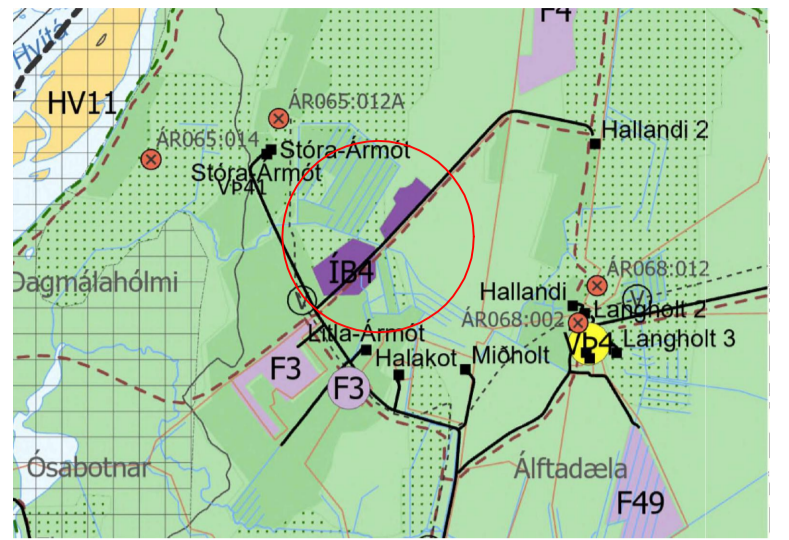 F4
Hvítá
HV11
ÁR065:012A
ÁR065:014
Stóra-Ármót
Hallandi 2
Stóra-Ármót
VÞ41
ÍB4
Dagmálahólmi
V
ÁR068:012
V
Hallandi
Langholt 2
ÁR068:002
Litla-Ármót
VÞ4
Langholt 3
Halakot
Miðholt
F3
F3
Ósabotnar
Álftadæla
F49